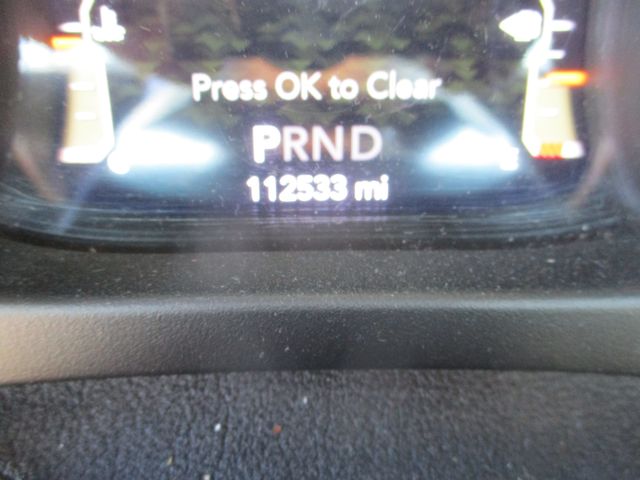 Press OK to Clear
PRND
112533 mi